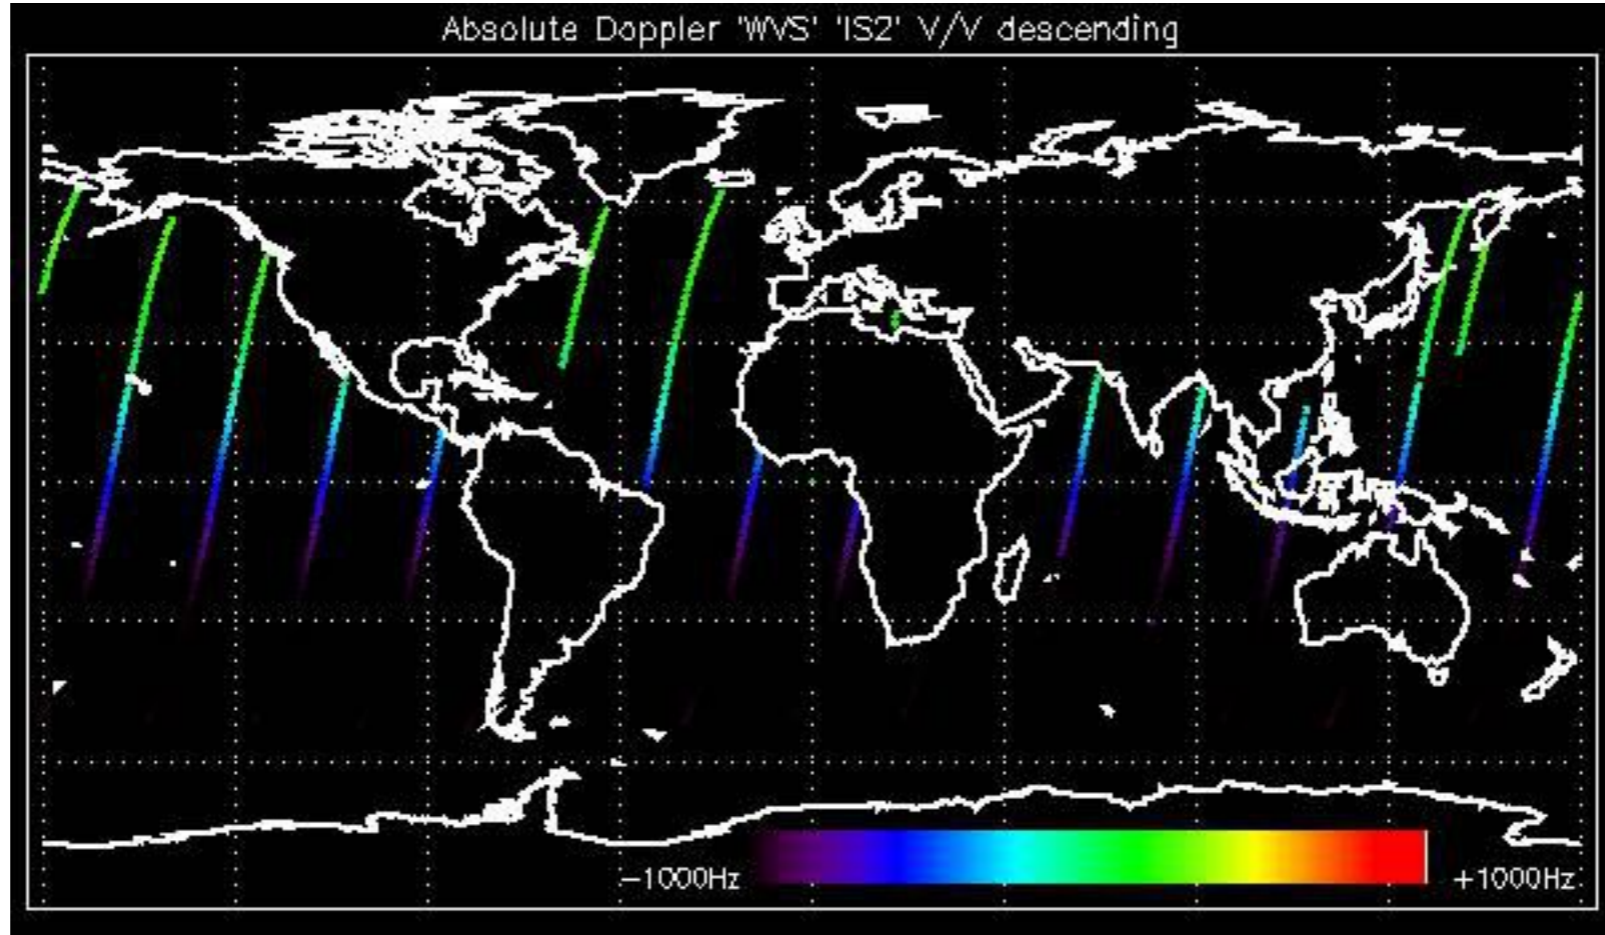 Absolute Doppler 'WVS' 'IS2' V/V descending
-1000Hz
+1000Hz